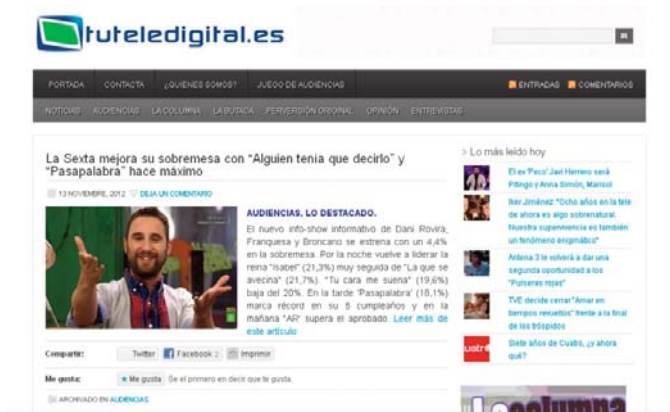 tuteledigital.es
PORTADA CONTACTA ¿QUIENES SOMOS? JUEGO DE AUDIENCIAS ENTRADAS COMENTARIOS
NOTICIAS AUDIENCIAS LA COLUMNA LA BUTACA PERVERSIÓN ORIGINAL OPINIÓN ENTREVISTAS
La Sexta mejora su sobremesa con "Alguien tenia que decirlo" y
"Pasapalabra" hace máximo
13 NOVIEMBRE, 2012 DEJA UN COMENTARIO
AUDIENCIAS, LO DESTACADO.
El nuevo info-show informativo de Dani Rovira,
Franquesa y Broncano se estrena con un 4,4%
en la sobremesa. Por la noche vuelve a liderar la
reina "Isabel" (21,3%) muy seguida de "La que se
avecina" (21,7%). "Tu cara me suena" (19,6%)
baja del 20%. En la tarde 'Pasapalabra' (18,1%)
marca récord en su 5 cumpleaños y en la
mañana "AR" supera el aprobado. Leer más de
este artículo
Compartir: Twitter Facebook 2 Imprimir
Me gusta: Me gusta Se el primero en decir que te gusta.
ARCHIVADO EN AUDIENCIAS
> Lo más leido hoy
El ex 'Peco' Javi Herrero será
Pitingo y Anna Simón, Marisol
Iker Jiménez: "Ocho años en la tele
de ahora es algo sobrenatural.
Nuestra supervivencia es también
un fenómeno enigmático"
Antena 3 le volverá a dar una
segunda oportunidad a los
"Pulseras rojas"
TVE decide cerrar "Amar en
tiempos revueltos" frente a la final
de los tróspidos
uatr
Siete años de Cuatro, ¿y ahora
qué?
Lacolumna